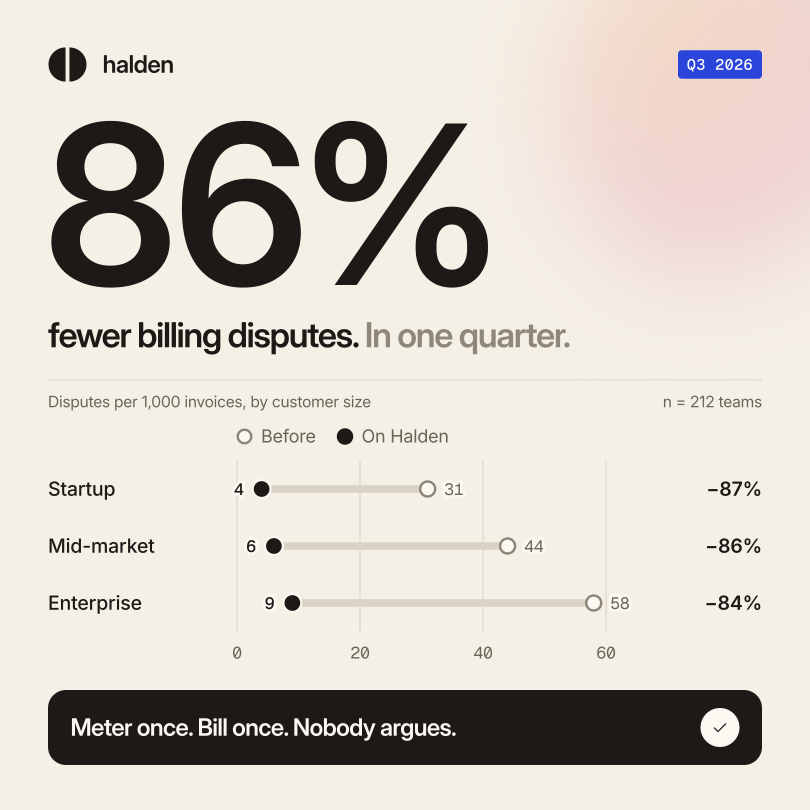 halden
Q3 2026
86%
fewer billing disputes. In one quarter.
Disputes per 1,000 invoices, by customer size
n = 212 teams
Before
On Halden
Startup 4 31 −87%
Mid-market 6 44 −86%
Enterprise 9 58 −84%
0 20 40 60
Meter once. Bill once. Nobody argues.